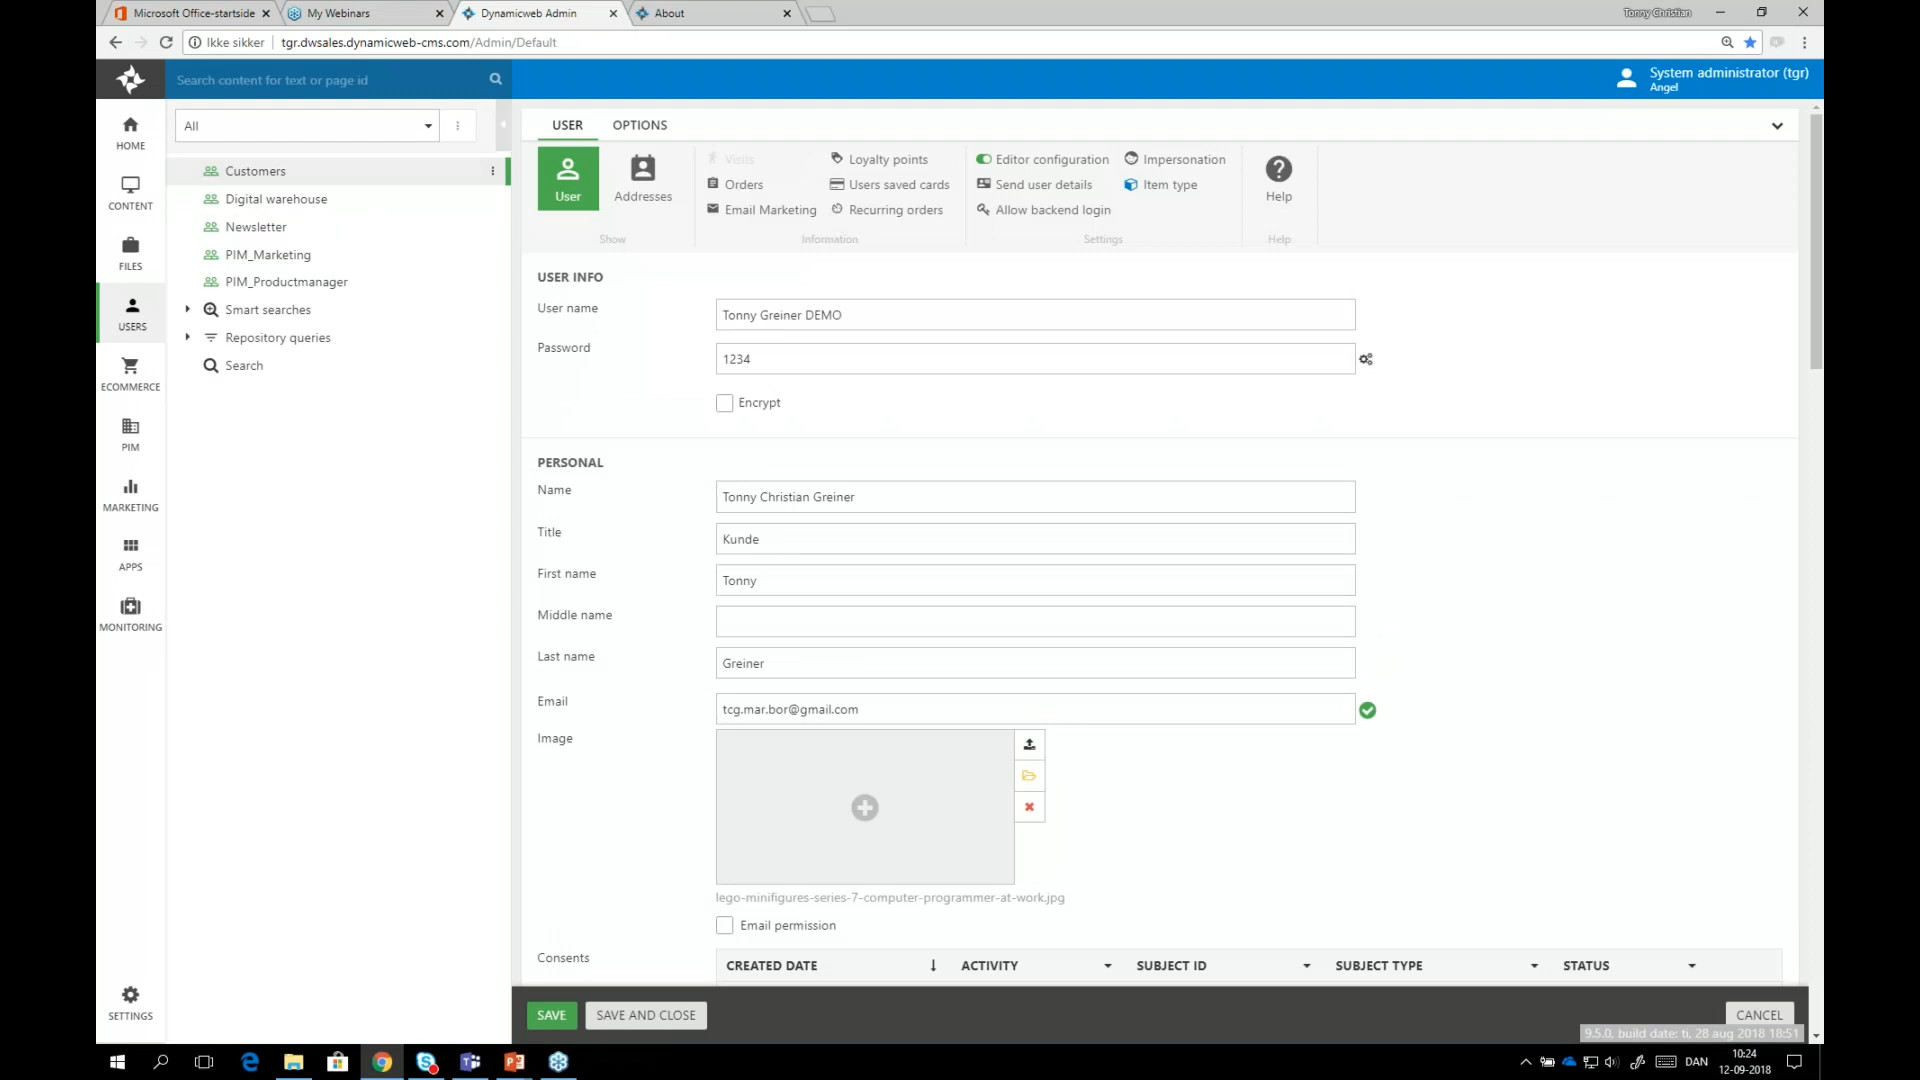 Microsoft Office-startside
My Webinars
Dynamicweb Admin
About
Tonny Christian
Ikke sikker
tgr.dwsales.dynamicweb-cms.com/Admin/Default
Search content for text or page id
System administrator (tgr)
Angel
HOME
CONTENT
FILES
USERS
ECOMMERCE
PIM
MARKETING
APPS
MONITORING
SETTINGS
All
Customers
Digital warehouse
Newsletter
PIM_Marketing
PIM_Productmanager
Smart searches
Repository queries
Search
USER
OPTIONS
User
Addresses
Show
Visits
Orders
Email Marketing
Loyalty points
Users saved cards
Recurring orders
Information
Editor configuration
Send user details
Allow backend login
Impersonation
Item type
Settings
Help
Help
USER INFO
User name
Tonny Greiner DEMO
Password
1234
Encrypt
PERSONAL
Name
Tonny Christian Greiner
Title
Kunde
First name
Tonny
Middle name
Last name
Greiner
Email
tcg.mar.bor@gmail.com
Image
lego-minifigures-series-7-computer-programmer-at-work.jpg
Email permission
Consents
CREATED DATE
ACTIVITY
SUBJECT ID
SUBJECT TYPE
STATUS
SAVE
SAVE AND CLOSE
CANCEL
9.5.0, build date: ti, 28 aug 2018 18:51
DAN
10:24
12-09-2018